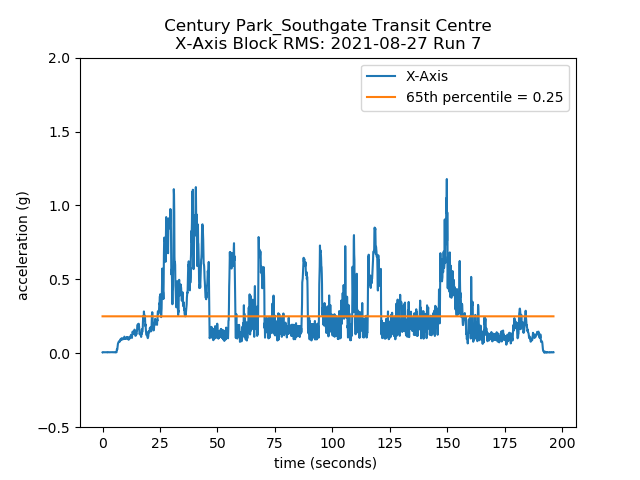 Century Park_Southgate Transit Centre
X-Axis Block RMS: 2021-08-27 Run 7
X-Axis
65th percentile = 0.25
2.0
1.5
1.0
0.5
0.0
−0.5
acceleration (g)
0 25 50 75 100 125 150 175 200
time (seconds)